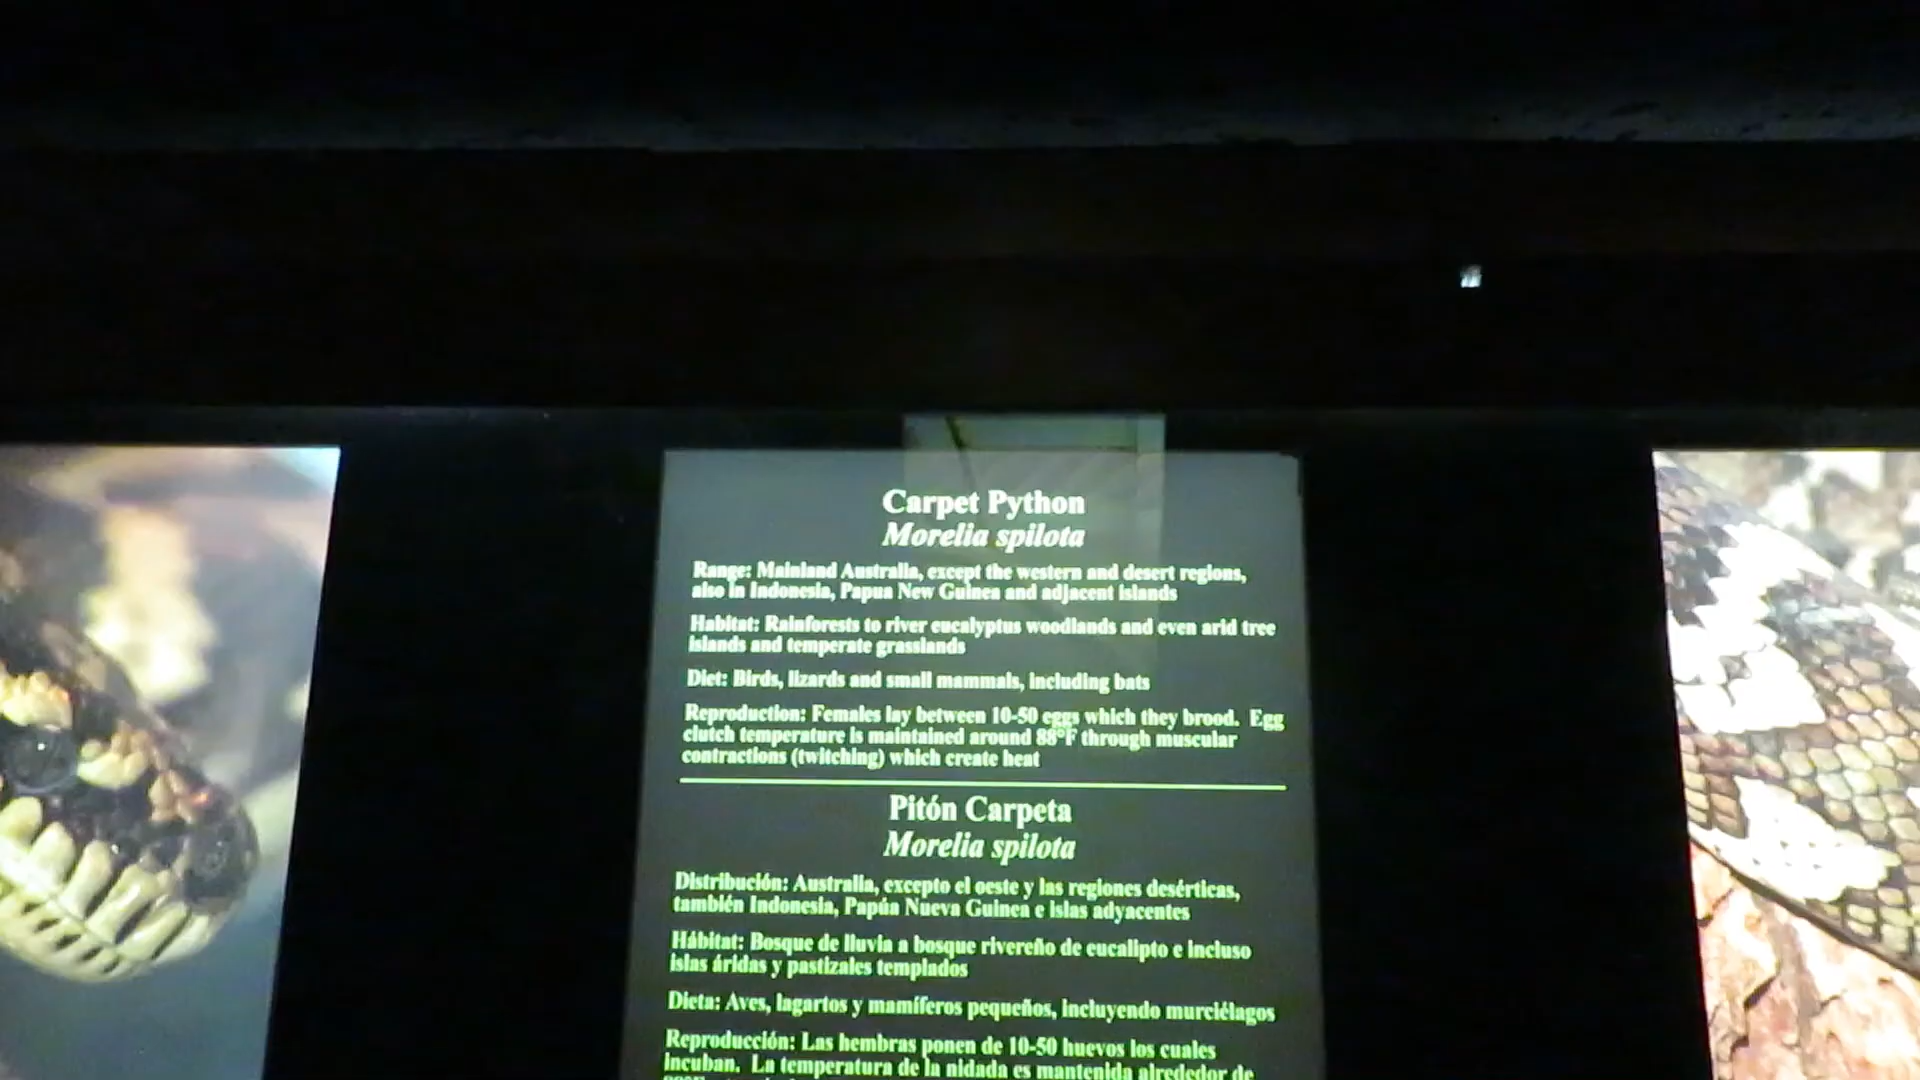 Carpet Python
Morelia spilota
Range: Mainland Australia, except the western and desert regions,
also in Indonesia, Papua New Guinea and adjacent islands
Habitat: Rainforests to river eucalyptus woodlands and even arid tree
islands and temperate grasslands
Diet: Birds, lizards and small mammals, including bats
Reproduction: Females lay between 10-50 eggs which they brood. Egg
clutch temperature is maintained around 88°F through muscular
contractions (twitching) which create heat
Pitón Carpeta
Morelia spilota
Distribución: Australia, excepto el oeste y las regiones desérticas,
también Indonesia, Papúa Nueva Guinea e islas adyacentes
Hábitat: Bosque de lluvia a bosque rivereño de eucalipto e incluso
islas áridas y pastizales templados
Dieta: Aves, lagartos y mamíferos pequeños, incluyendo murciélagos
Reproducción: Las hembras ponen de 10-50 huevos los cuales
incuban. La temperatura de la nidada es mantenida alrededor de